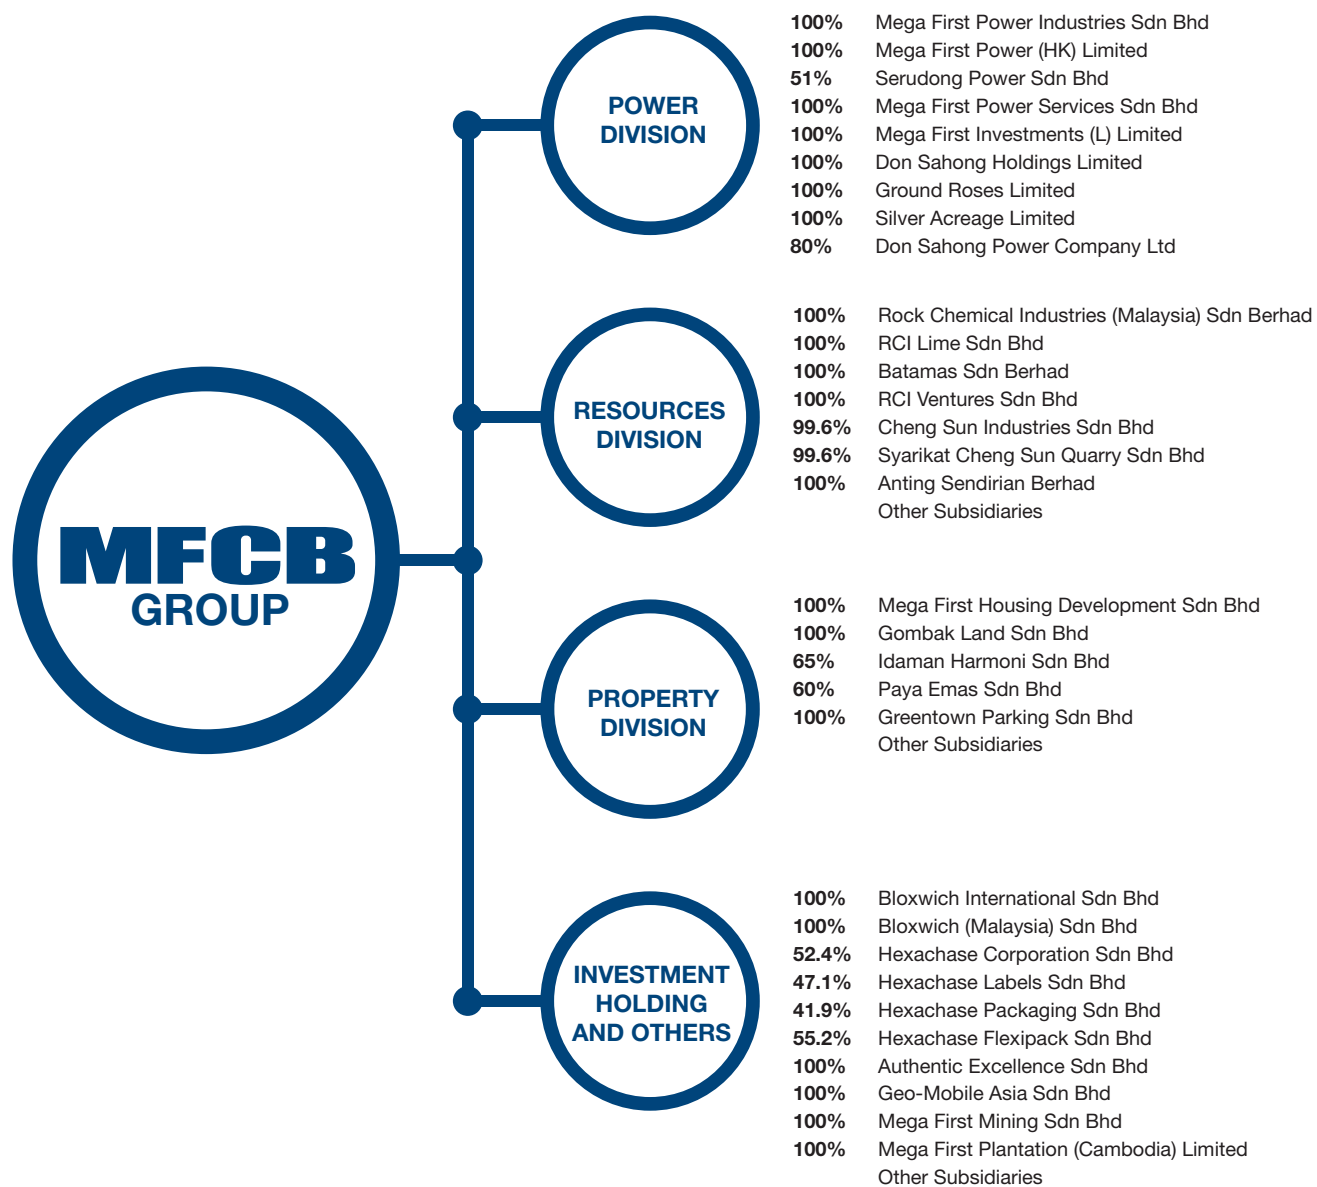 MFCB
GROUP
POWER
DIVISION
100% Mega First Power Industries Sdn Bhd
100% Mega First Power (HK) Limited
51% Serudong Power Sdn Bhd
100% Mega First Power Services Sdn Bhd
100% Mega First Investments (L) Limited
100% Don Sahong Holdings Limited
100% Ground Roses Limited
100% Silver Acreage Limited
80% Don Sahong Power Company Ltd
RESOURCES
DIVISION
100% Rock Chemical Industries (Malaysia) Sdn Berhad
100% RCI Lime Sdn Bhd
100% Batamas Sdn Berhad
100% RCI Ventures Sdn Bhd
99.6% Cheng Sun Industries Sdn Bhd
99.6% Syarikat Cheng Sun Quarry Sdn Bhd
100% Anting Sendirian Berhad
Other Subsidiaries
PROPERTY
DIVISION
100% Mega First Housing Development Sdn Bhd
100% Gombak Land Sdn Bhd
65% Idaman Harmoni Sdn Bhd
60% Paya Emas Sdn Bhd
100% Greentown Parking Sdn Bhd
Other Subsidiaries
INVESTMENT
HOLDING
AND OTHERS
100% Bloxwich International Sdn Bhd
100% Bloxwich (Malaysia) Sdn Bhd
52.4% Hexachase Corporation Sdn Bhd
47.1% Hexachase Labels Sdn Bhd
41.9% Hexachase Packaging Sdn Bhd
55.2% Hexachase Flexipack Sdn Bhd
100% Authentic Excellence Sdn Bhd
100% Geo-Mobile Asia Sdn Bhd
100% Mega First Mining Sdn Bhd
100% Mega First Plantation (Cambodia) Limited
Other Subsidiaries